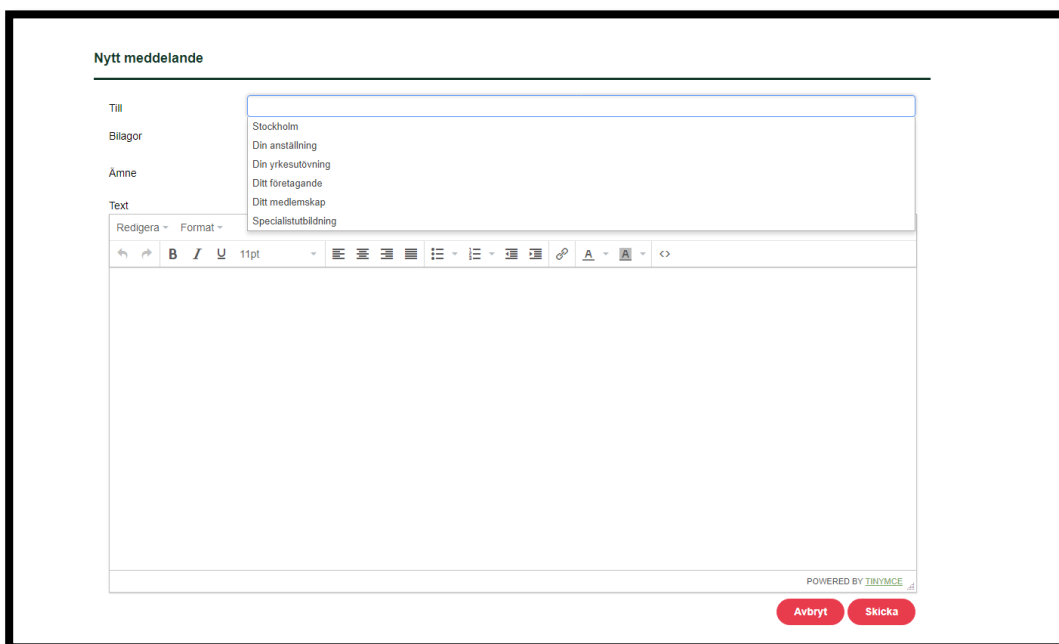 Nytt meddelande
Till
Stockholm
Bilagor
Din anställning
Din yrkesutövning
Ämne
Ditt företagande
Ditt medlemskap
Text
Specialistutbildning
Redigera Format
B I U 11pt A A <>
POWERED BY TINYMCE
Avbryt Skicka